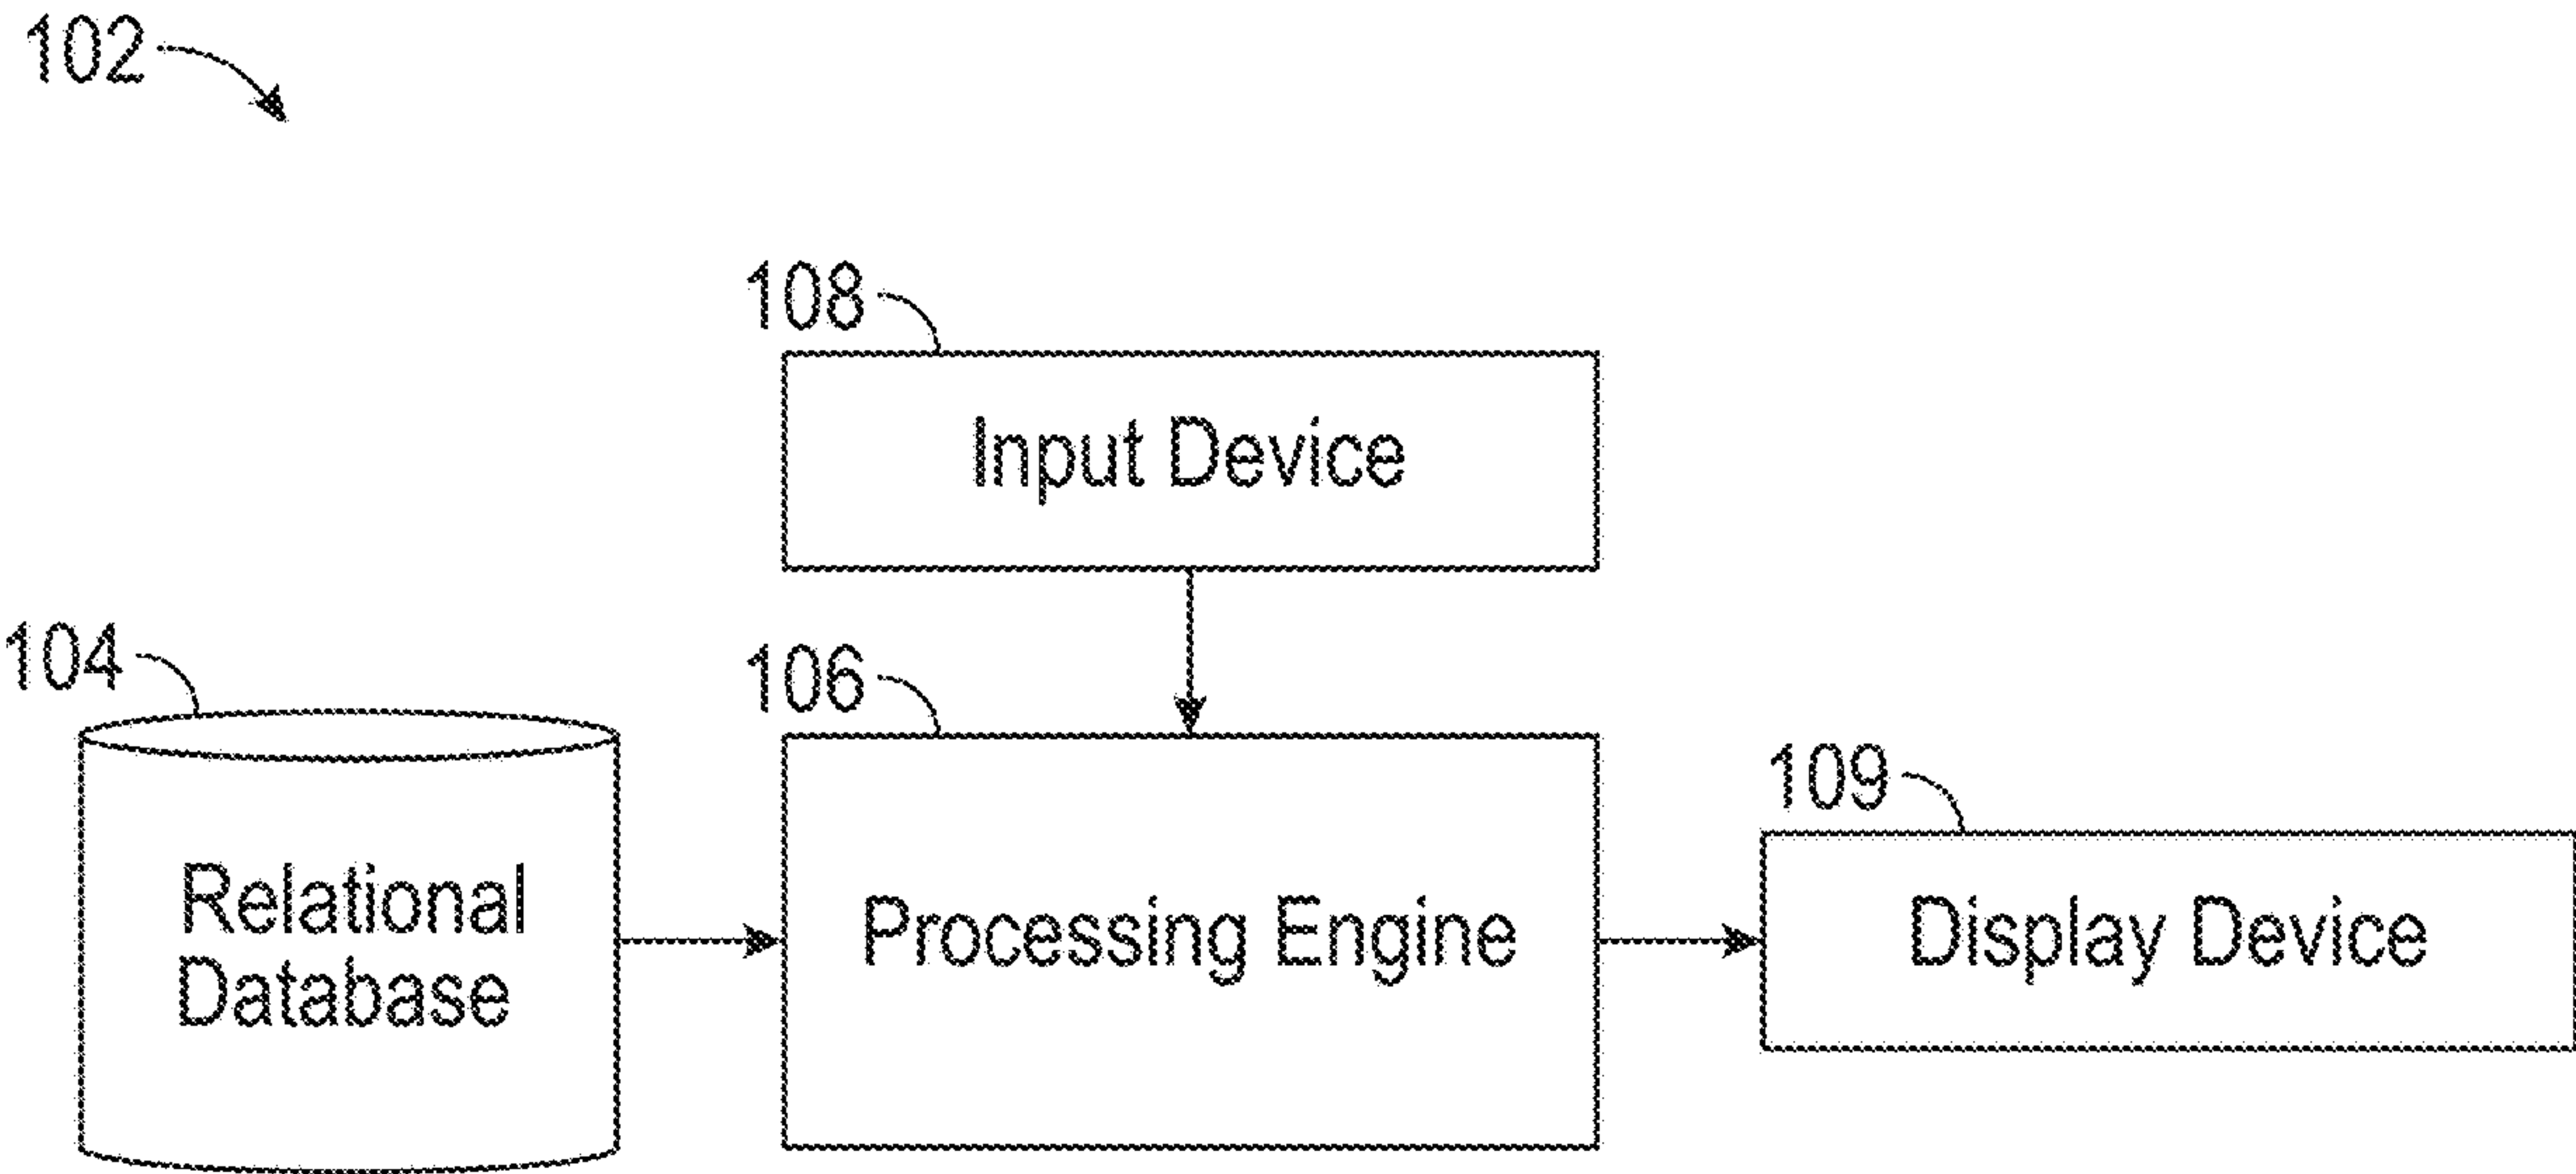 102
108
Input Device
104
106
109
Relational
Database
Processing Engine
Display Device